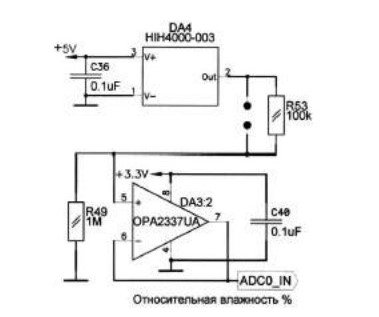 DA4
HIH4000-003
+5V
3
V+
C36
0.1uF
1
V-
Out
2
R53
100k
+3.3V
5
+
8
DA3:2
R49
1M
OPA2337UA
7
C40
0.1uF
6
-
4
ADC0_IN
Относительная влажность %